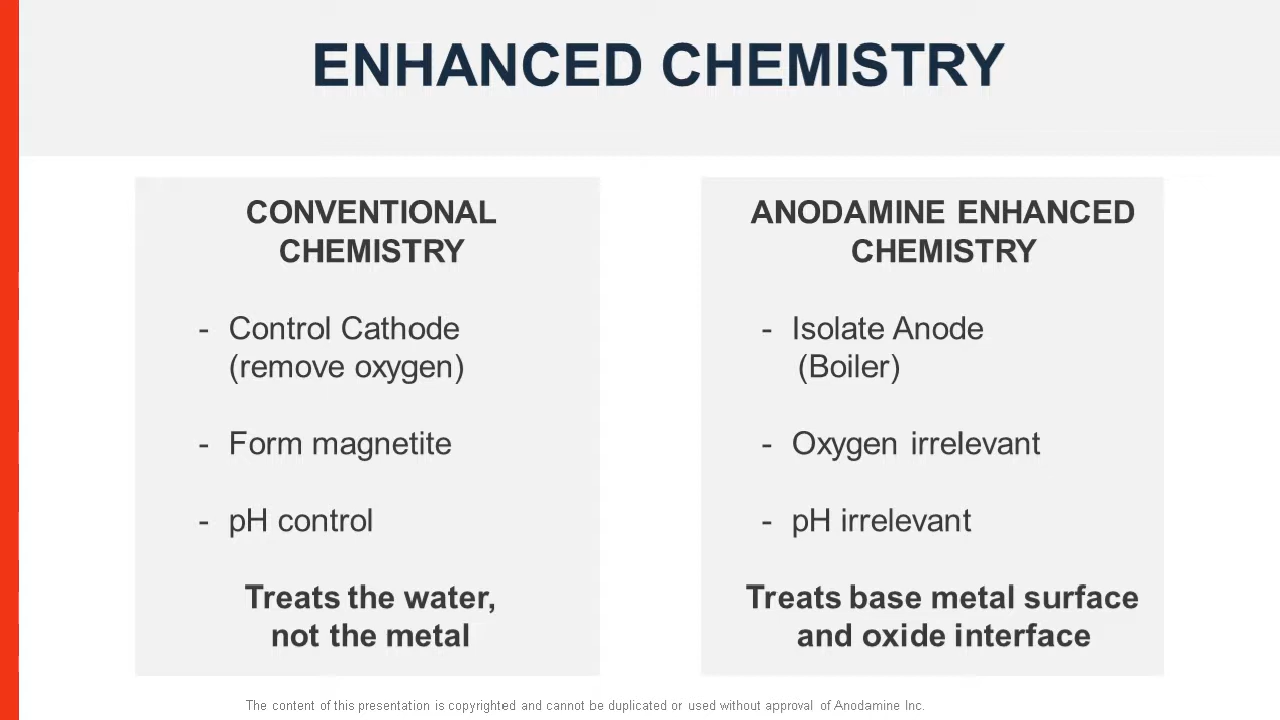 ENHANCED CHEMISTRY
CONVENTIONAL
CHEMISTRY
- Control Cathode
(remove oxygen)
- Form magnetite
- pH control
Treats the water,
not the metal
ANODAMINE ENHANCED
CHEMISTRY
- Isolate Anode
(Boiler)
- Oxygen irrelevant
- pH irrelevant
Treats base metal surface
and oxide interface
The content of this presentation is copyrighted and cannot be duplicated or used without approval of Anodamine Inc.